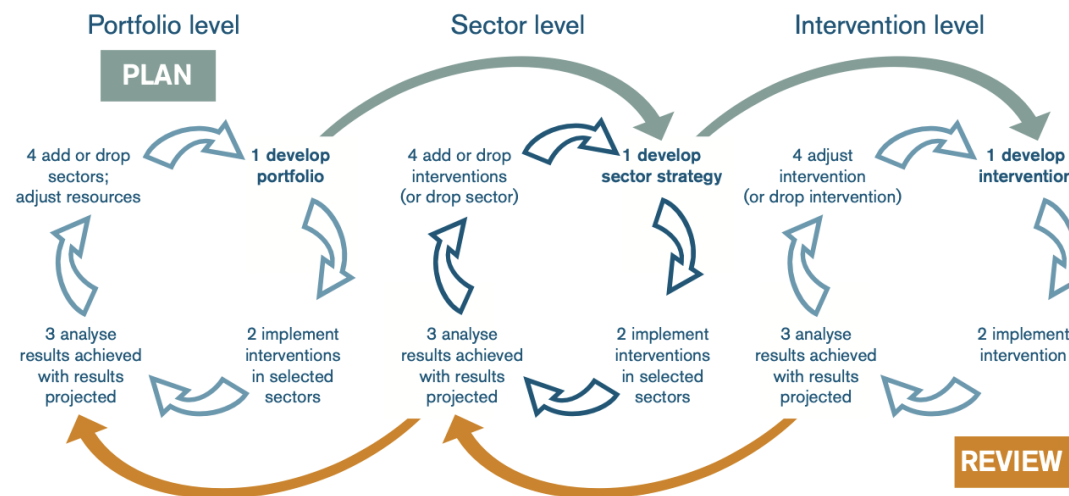 Portfolio level
Sector level
Intervention level
PLAN
4 add or drop
sectors;
adjust resources
1 develop
portfolio
4 add or drop
interventions
(or drop sector)
1 develop
sector strategy
4 adjust
intervention
(or drop intervention)
1 develop
intervention
3 analyse
results achieved
with results
projected
2 implement
interventions
in selected
sectors
3 analyse
results achieved
with results
projected
2 implement
interventions
in selected
sectors
3 analyse
results achieved
with results
projected
2 implement
intervention
REVIEW